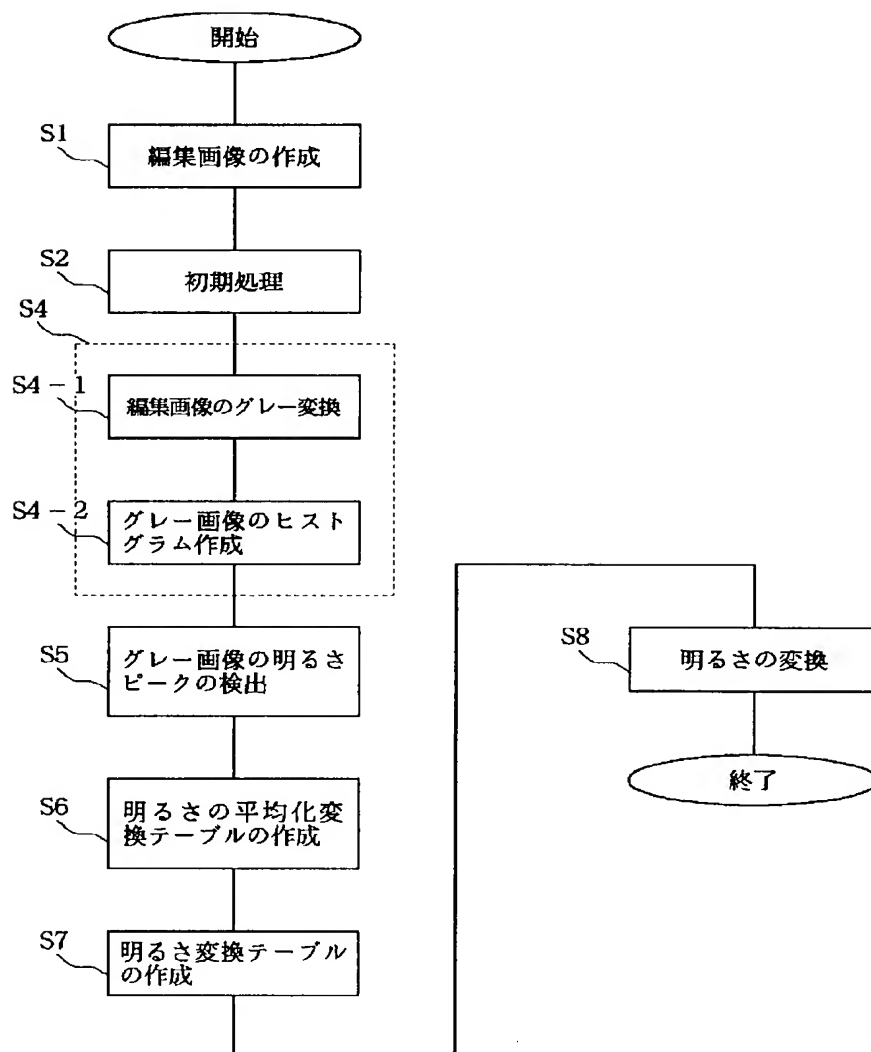 開始
S1
編集画像の作成
S2
初期処理
S4
S4-1
編集画像のグレー変換
S4-2
グレー画像のヒスト
グラム作成
S5
グレー画像の明るさ
ピークの検出
S6
明るさの平均化変
換テーブルの作成
S7
明るさ変換テーブル
の作成
S8
明るさの変換
終了